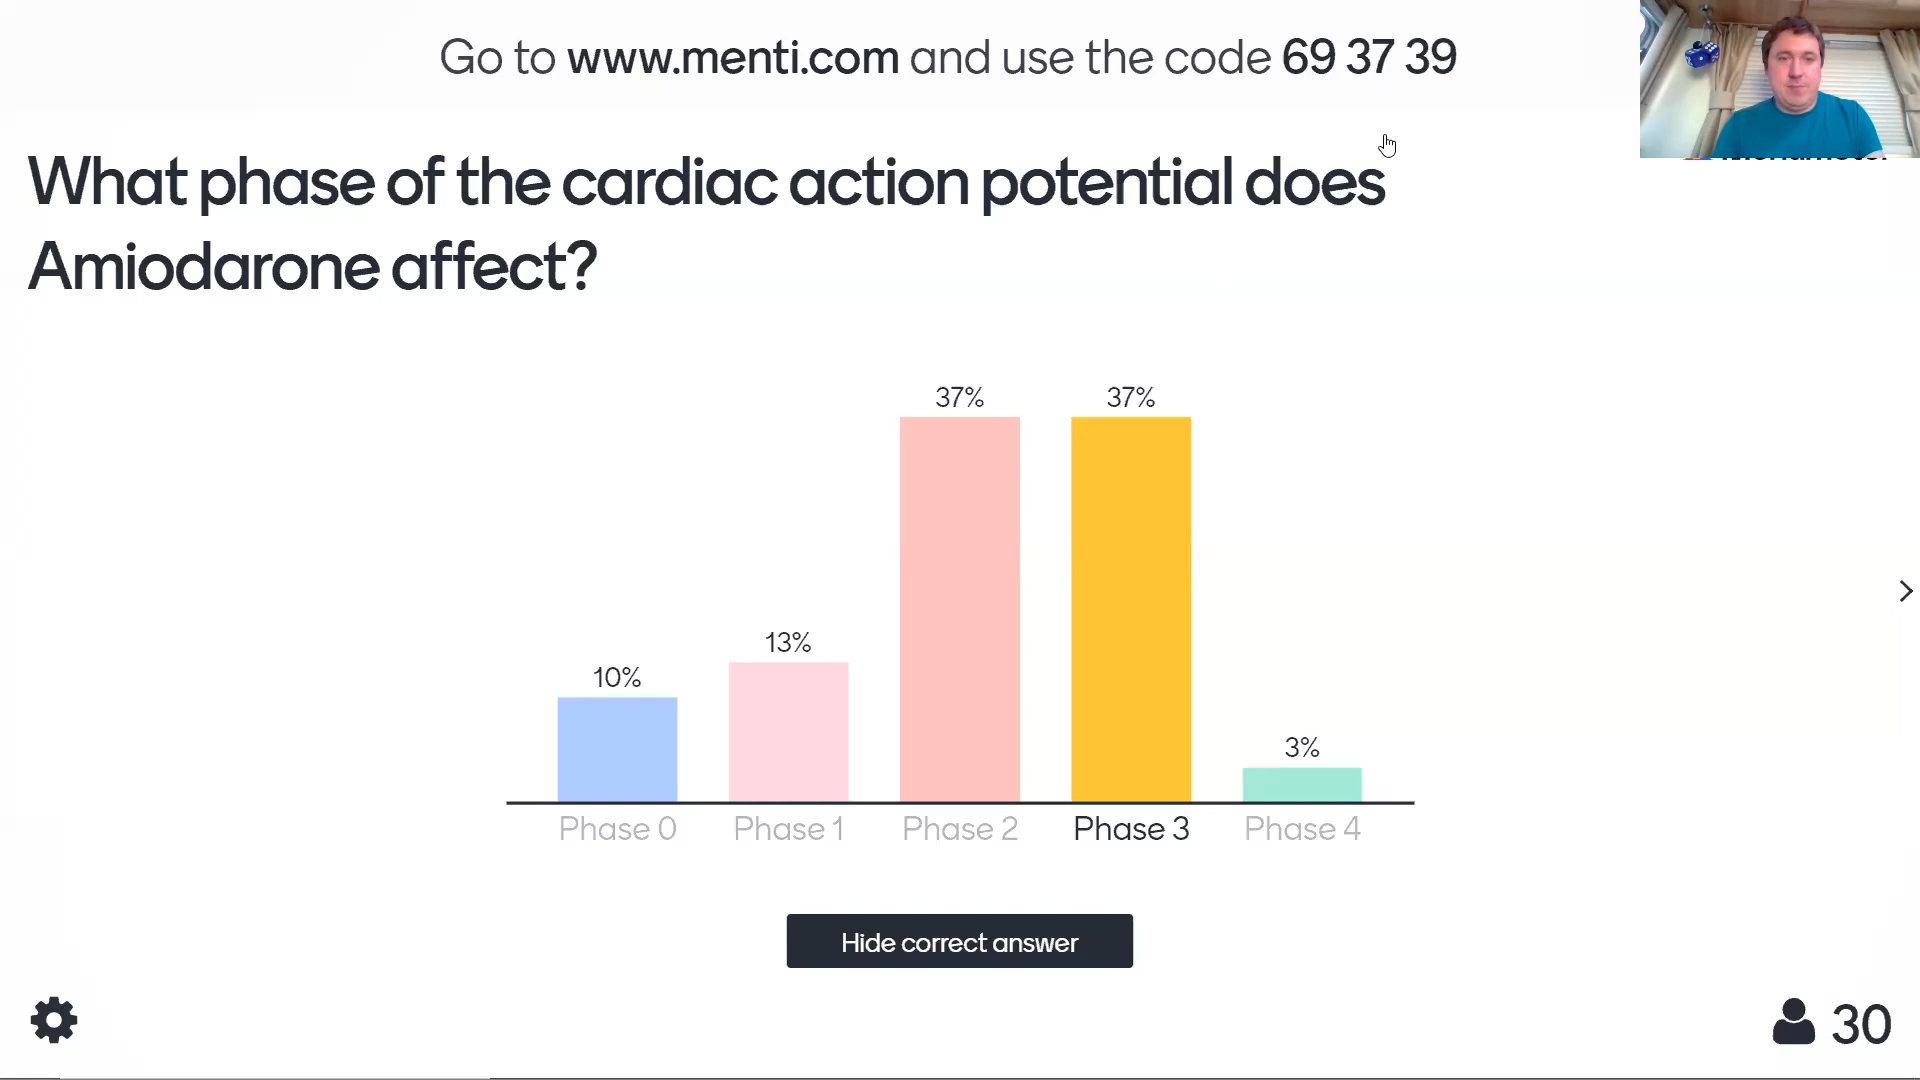 Go to www.menti.com and use the code 69 37 39
What phase of the cardiac action potential does
Amiodarone affect?
37% 37%
13%
10%
3%
Phase 0 Phase 1 Phase 2 Phase 3 Phase 4
Hide correct answer
30